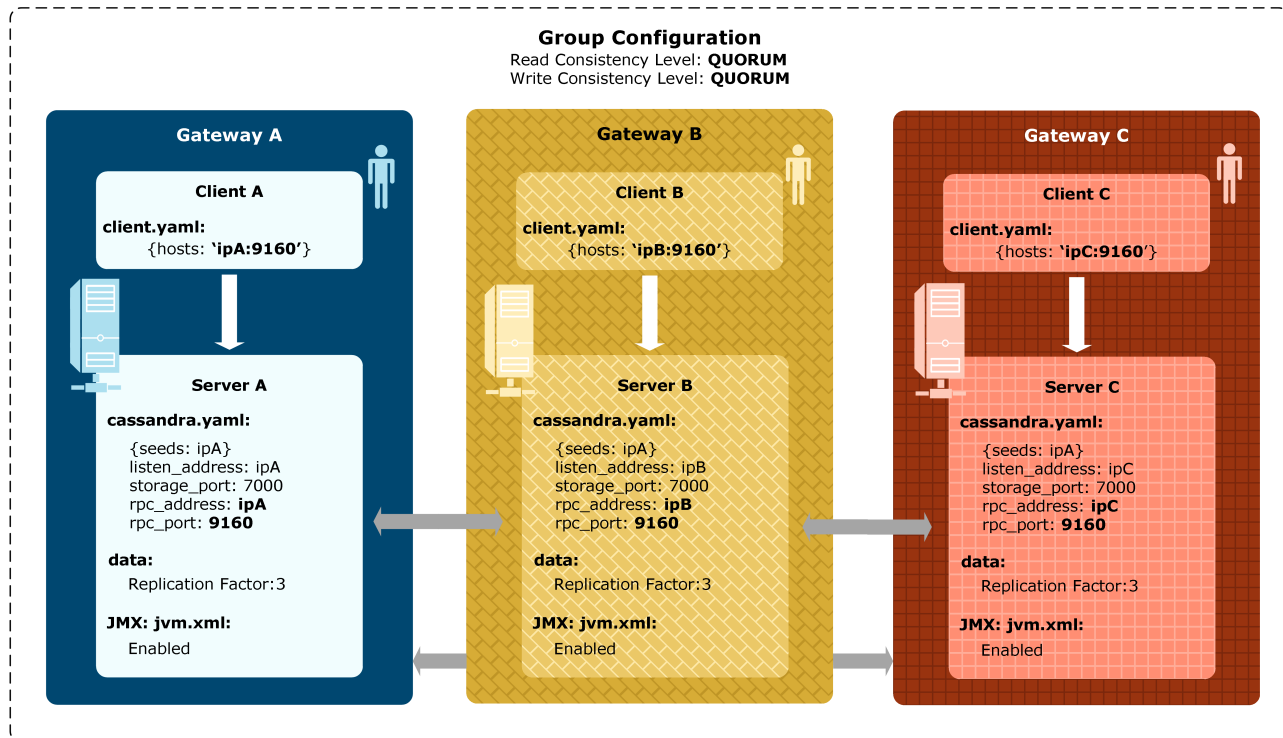 Group Configuration
Read Consistency Level: QUORUM
Write Consistency Level: QUORUM
Gateway A
Client A
client.yaml:
{hosts: ‘ipA:9160’}
Server A
cassandra.yaml:
{seeds: ipA}
listen_address: ipA
storage_port: 7000
rpc_address: ipA
rpc_port: 9160
data:
Replication Factor:3
JMX: jvm.xml:
Enabled
Gateway B
Client B
client.yaml:
{hosts: ‘ipB:9160’}
Server B
cassandra.yaml:
{seeds: ipA}
listen_address: ipB
storage_port: 7000
rpc_address: ipB
rpc_port: 9160
data:
Replication Factor:3
JMX: jvm.xml:
Enabled
Gateway C
Client C
client.yaml:
{hosts: ‘ipC:9160’}
Server C
cassandra.yaml:
{seeds: ipA}
listen_address: ipC
storage_port: 7000
rpc_address: ipC
rpc_port: 9160
data:
Replication Factor:3
JMX: jvm.xml:
Enabled